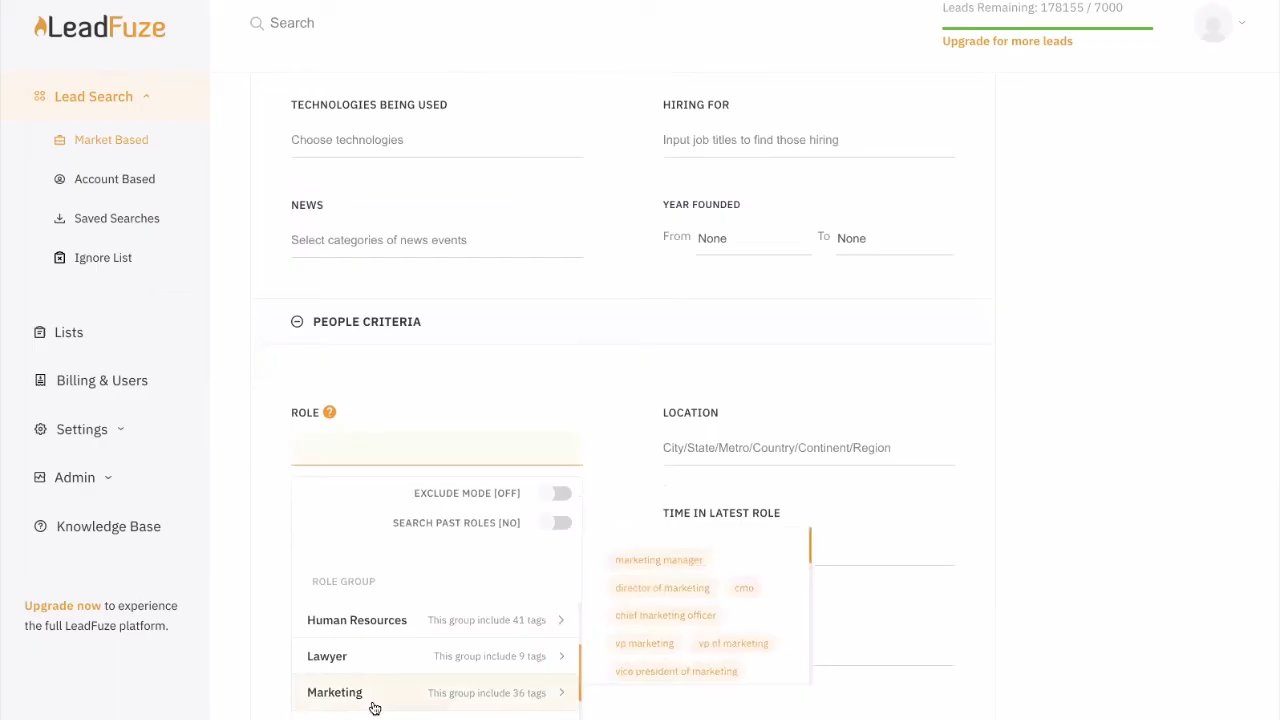 LeadFuze
Search
Leads Remaining: 178155 / 7000
Upgrade for more leads
Lead Search
Market Based
Account Based
Saved Searches
Ignore List
Lists
Billing & Users
Settings
Admin
Knowledge Base
Upgrade now to experience
the full LeadFuze platform.
TECHNOLOGIES BEING USED
Choose technologies
HIRING FOR
Input job titles to find those hiring
NEWS
Select categories of news events
YEAR FOUNDED
From None To None
PEOPLE CRITERIA
ROLE ?
LOCATION
City/State/Metro/Country/Continent/Region
EXCLUDE MODE [OFF]
SEARCH PAST ROLES [NO]
ROLE GROUP
Human Resources This group include 41 tags
Lawyer This group include 9 tags
Marketing This group include 36 tags
TIME IN LATEST ROLE
marketing manager
director of marketing cmo
chief marketing officer
vp marketing vp of marketing
vice president of marketing